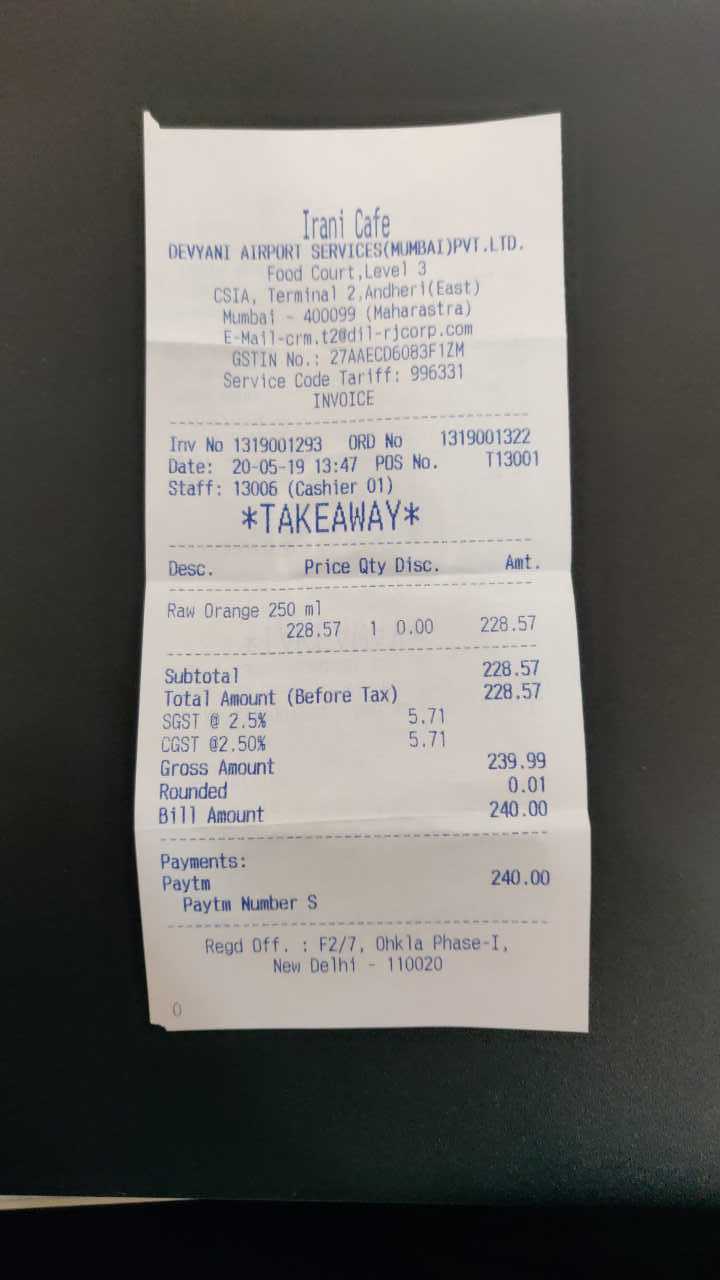 Irani Cafe
DEVYANI AIRPORT SERVICES(MUMBAI)PVT.LTD.
Food Court,Level 3
CSIA, Terminal 2,Andheri(East)
Mumbai - 400099 (Maharastra)
E-Mail-crm.t2@dil-rjcorp.com
GSTIN No.: 27AAECD6083F1ZM
Service Code Tariff: 996331
INVOICE
Inv No 1319001293 ORD No 1319001322
Date: 20-05-19 13:47 POS No. T13001
Staff: 13006 (Cashier 01)
*TAKEAWAY*
Desc. Price Qty Disc. Amt.
Raw Orange 250 ml
228.57 1 0.00 228.57
Subtotal 228.57
Total Amount (Before Tax) 228.57
SGST @ 2.5% 5.71
CGST @2.50% 5.71
Gross Amount 239.99
Rounded 0.01
Bill Amount 240.00
Payments:
Paytm 240.00
Paytm Number S
Regd Off. : F2/7, Ohkla Phase-I,
New Delhi - 110020
0